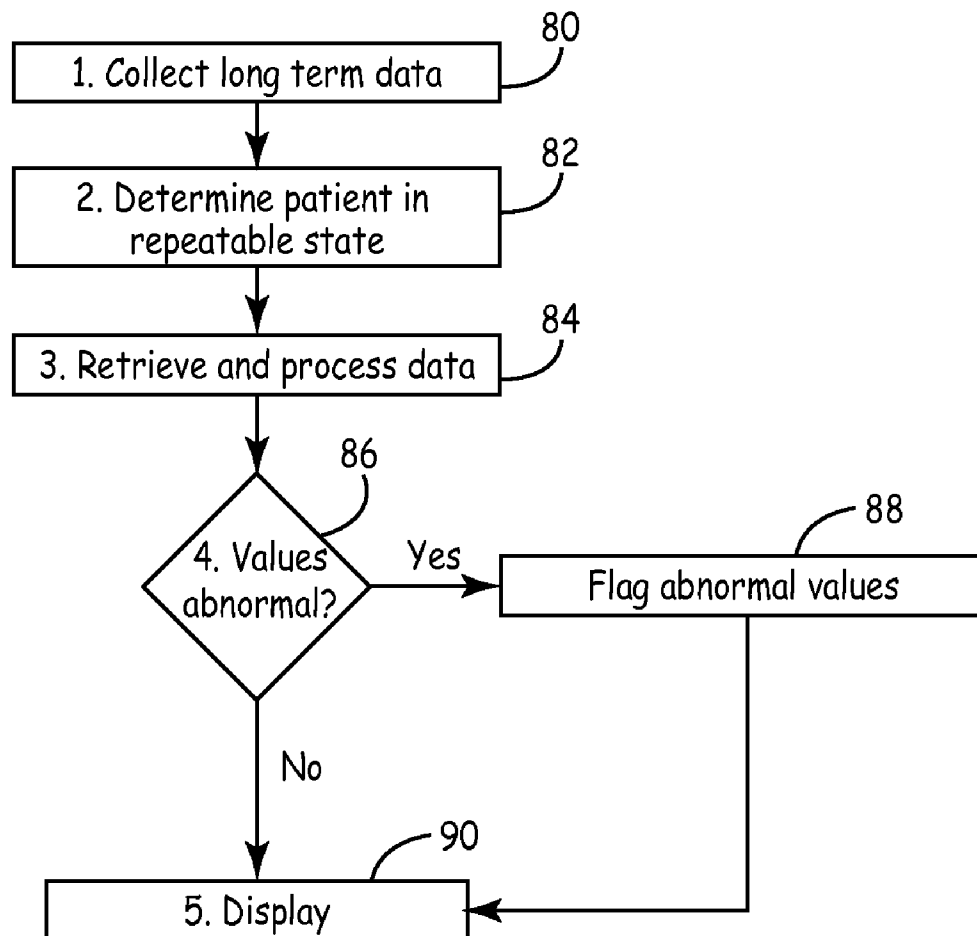 80
1. Collect long term data
82
2. Determine patient in
repeatable state
84
3. Retrieve and process data
86
4. Values
abnormal?
Yes
88
Flag abnormal values
No
90
5. Display